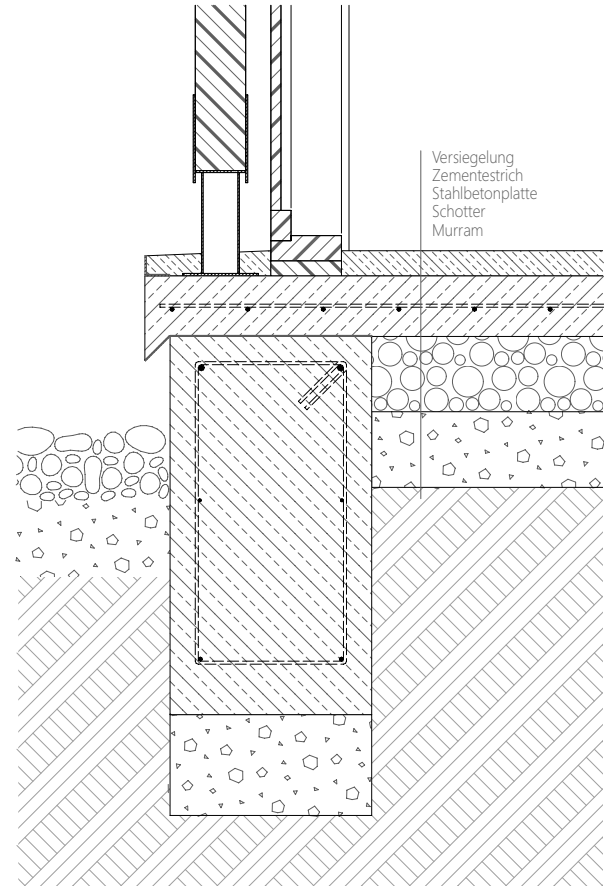 Versiegelung
Zementestrich
Stahlbetonplatte
Schotter
Murram